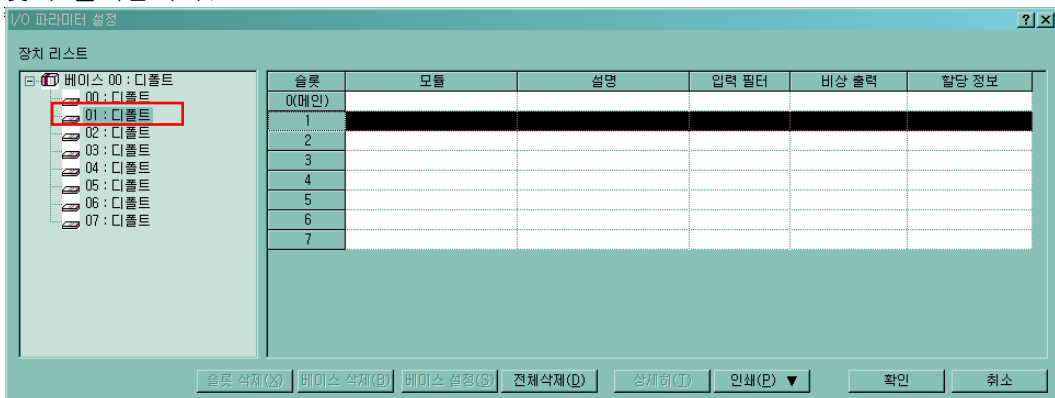 I/O 파라미터 설정
장치 리스트
베이스 00 : 디폴트
00 : 디폴트
01 : 디폴트
02 : 디폴트
03 : 디폴트
04 : 디폴트
05 : 디폴트
06 : 디폴트
07 : 디폴트
슬롯 모듈 설명 입력 필터 비상 출력 할당 정보
0(메인)
1
2
3
4
5
6
7
슬롯 삭제(X) 베이스 삭제(B) 베이스 설정(S) 전체삭제(D) 상세히(T) 인쇄(P) ▼ 확인 취소